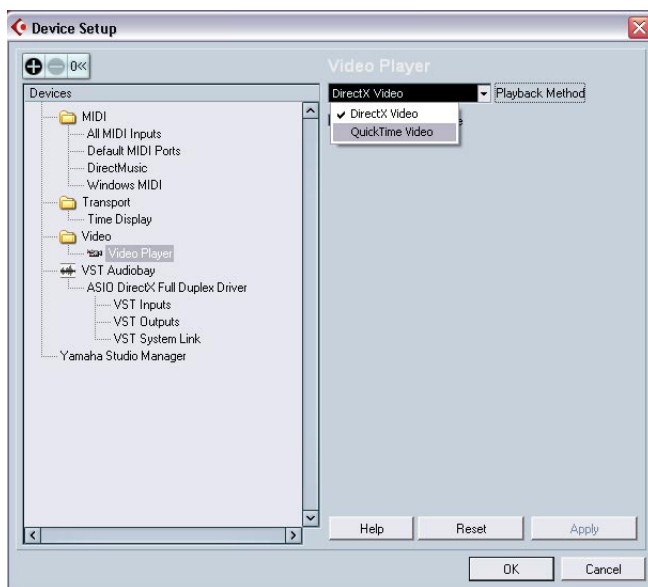 Device Setup
0
Video Player
Devices
DirectX Video
Playback Method
DirectX Video
QuickTime Video
MIDI
All MIDI Inputs
Default MIDI Ports
DirectMusic
Windows MIDI
Transport
Time Display
Video
Video Player
VST Audiobay
ASIO DirectX Full Duplex Driver
VST Inputs
VST Outputs
VST System Link
Yamaha Studio Manager
Help
Reset
Apply
OK
Cancel